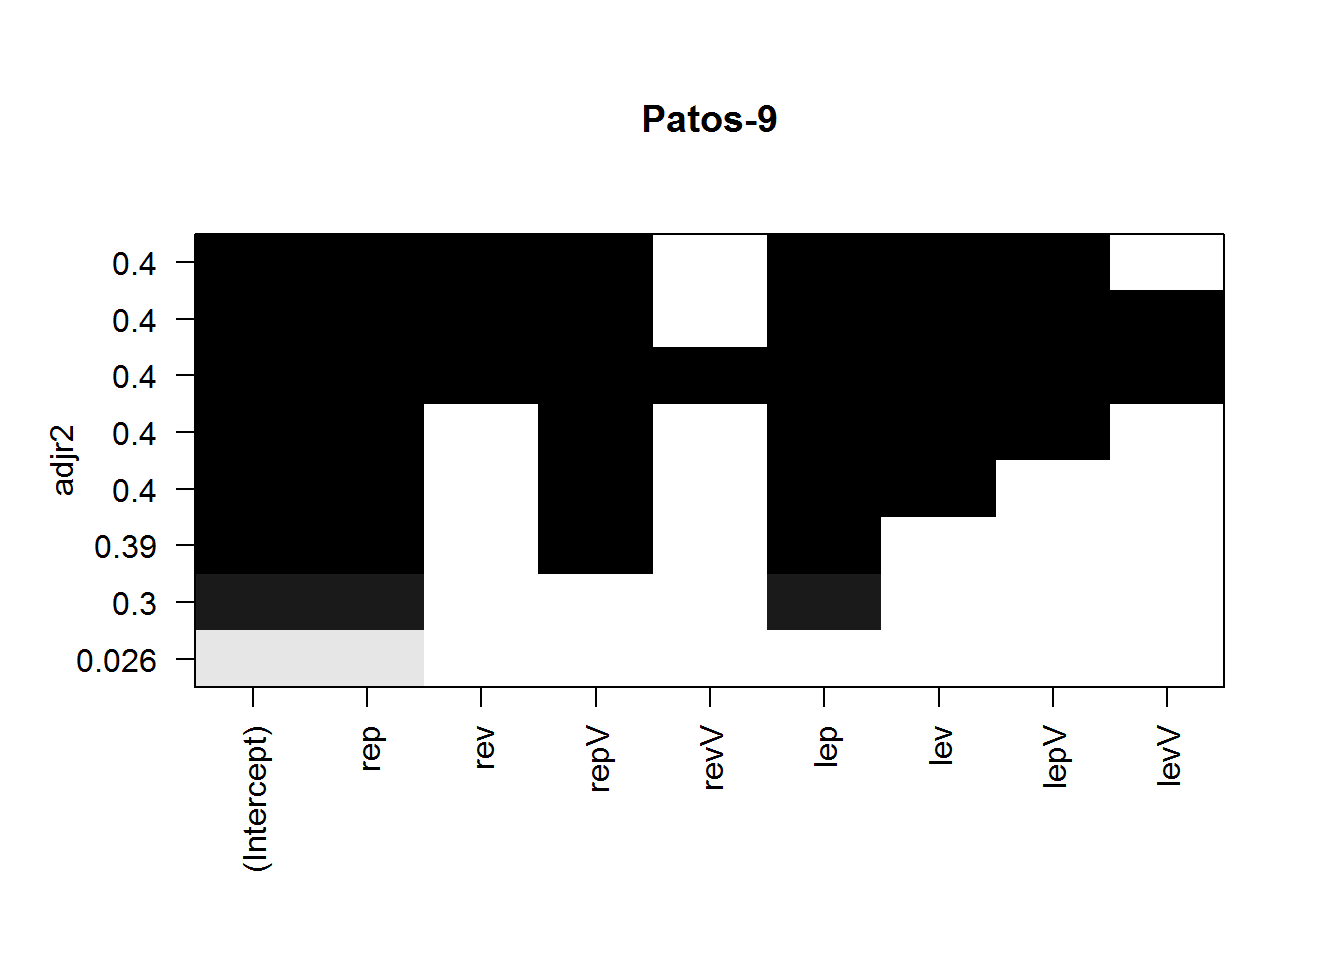 Patos-9
adjr2
0.4
0.4
0.4
0.4
0.4
0.39
0.3
0.026
(Intercept)
rep
rev
repV
revV
lep
lev
lepV
levV